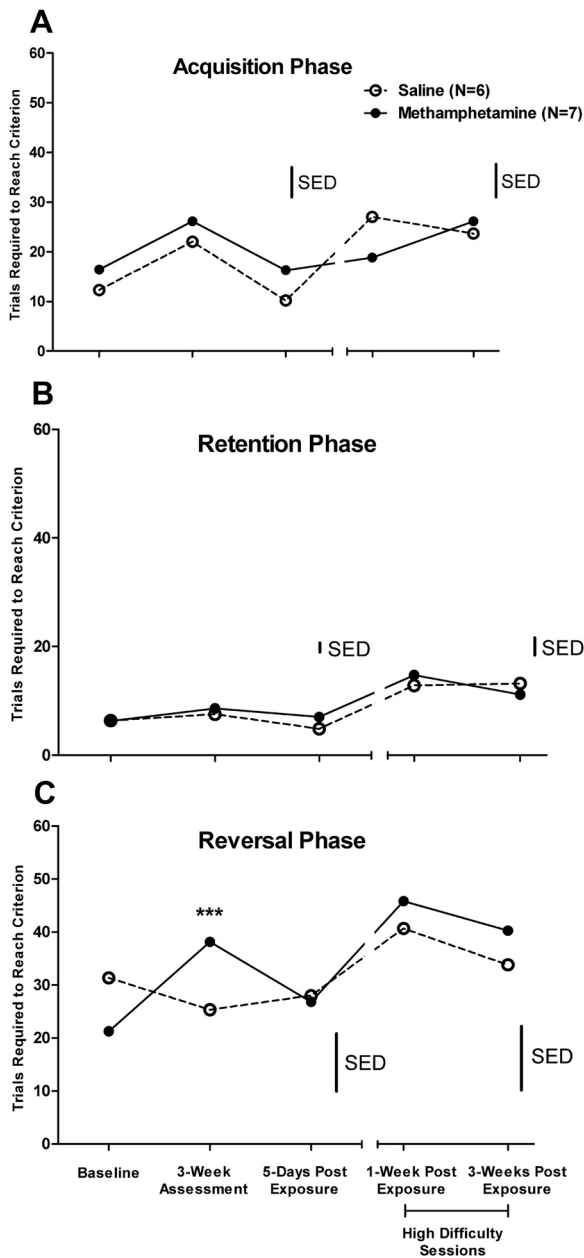 A
Acquisition Phase
Saline (N=6)
Methamphetamine (N=7)
Trials Required to Reach Criterion
60
50
40
30
20
10
0
SED
SED
B
Retention Phase
Trials Required to Reach Criterion
60
40
20
0
SED
SED
C
Reversal Phase
Trials Required to Reach Criterion
60
50
40
30
20
10
0
***
SED
SED
Baseline
3-Week
Assessment
5-Days Post
Exposure
1-Week Post
Exposure
3-Weeks Post
Exposure
High Difficulty
Sessions